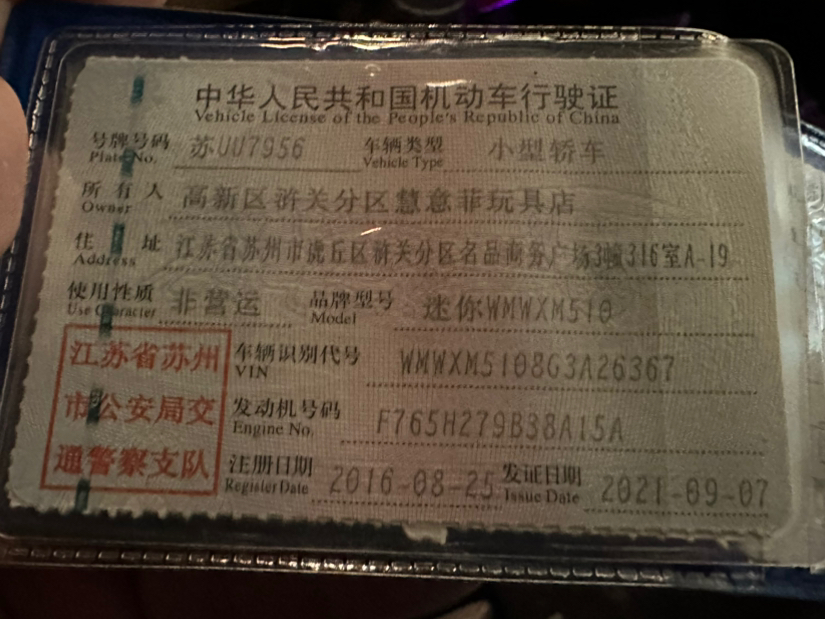 中华人民共和国机动车行驶证
Vehicle License of the People's Republic of China
号牌号码 苏UU7956 车辆类型 小型轿车
Plate No. Vehicle Type
所有人 高新区浒关分区慧意菲玩具店
Owner
住址 江苏省苏州市虎丘区浒关分区名品商务广场3幢316室A-19
Address
使用性质 非营运 品牌型号 迷你WMWXM510
Use Character Model
江苏省苏州 车辆识别代号 WMWXM5108G3A26367
VIN
市公安局交 发动机号码 F765H279B38A15A
Engine No.
通警察支队 注册日期 2016-08-25 发证日期 2021-09-07
Register Date Issue Date